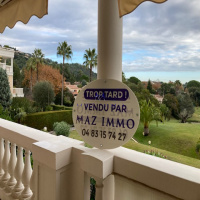 TROP TARD !
VENDU PAR
MAZ IMMO
04 83 15 74 27